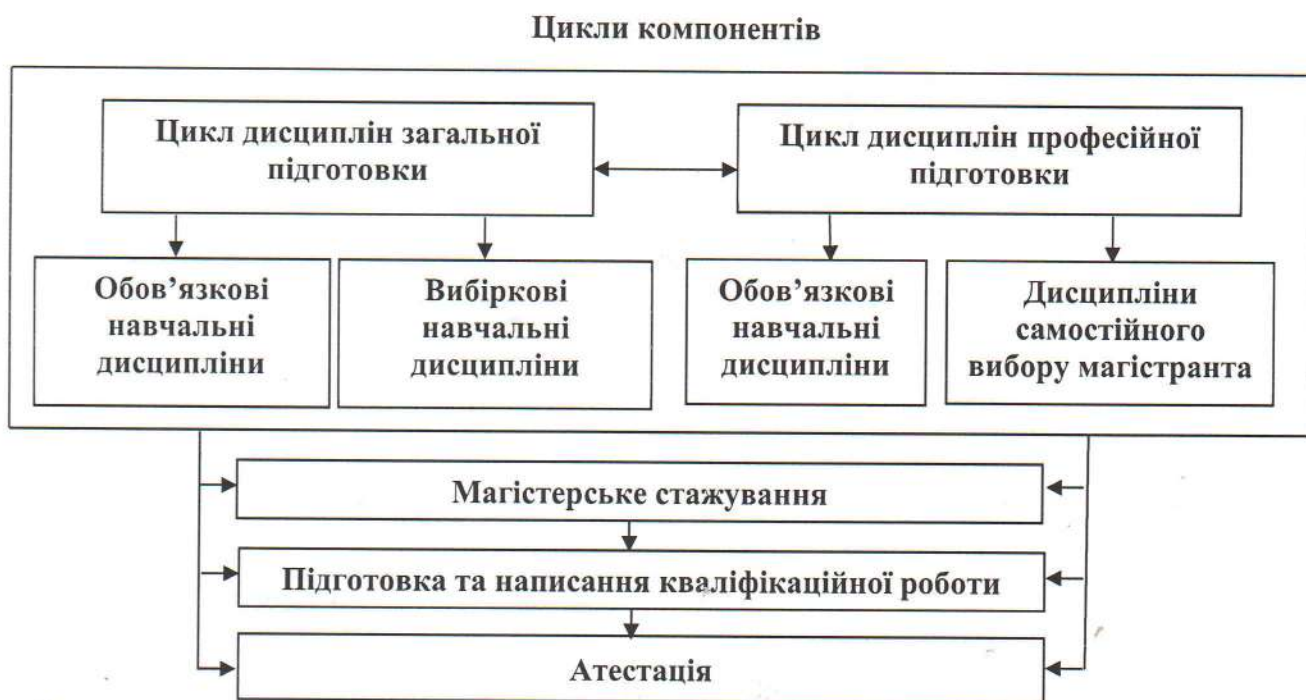 Цикли компонентів
Цикл дисциплін загальної
підготовки
Цикл дисциплін професійної
підготовки
Обов’язкові
навчальні
дисципліни
Вибіркові
навчальні
дисципліни
Обов’язкові
навчальні
дисципліни
Дисципліни
самостійного
вибору магістранта
Магістерське стажування
Підготовка та написання кваліфікаційної роботи
Атестація